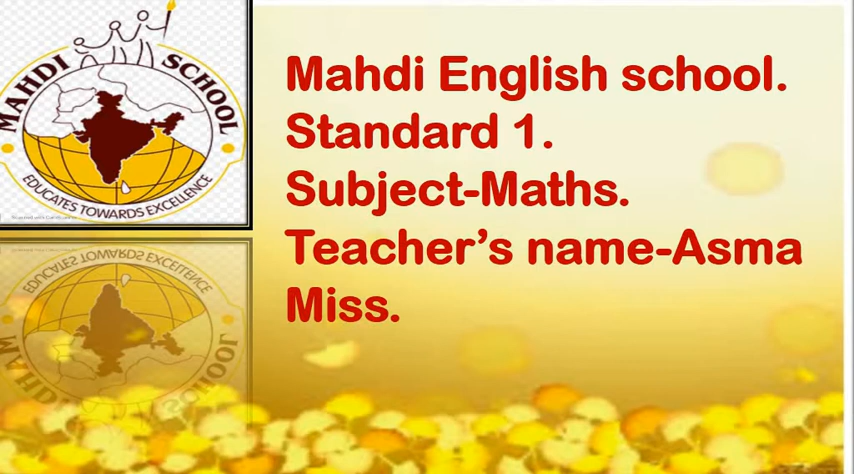 MAHDI SCHOOL
EDUCATES TOWARDS EXCELLENCE
Mahdi English school.
Standard 1.
Subject-Maths.
Teacher’s name-Asma
Miss.